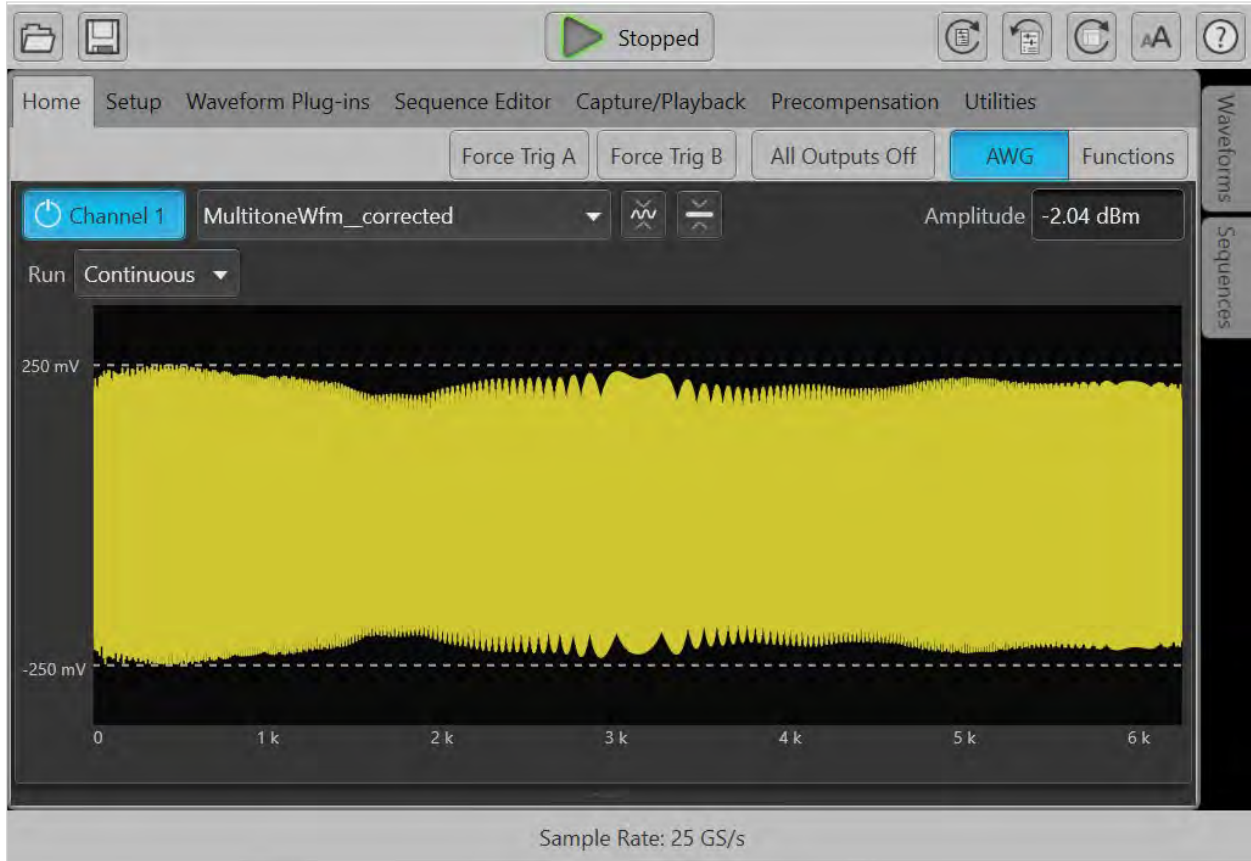 Stopped
AA
?
Home Setup Waveform Plug-ins Sequence Editor Capture/Playback Precompensation Utilities
Force Trig A Force Trig B All Outputs Off AWG Functions
Channel 1 MultitoneWfm__corrected Amplitude -2.04 dBm
Run Continuous
250 mV
-250 mV
0 1 k 2 k 3 k 4 k 5 k 6 k
Waveforms
Sequences
Sample Rate: 25 GS/s